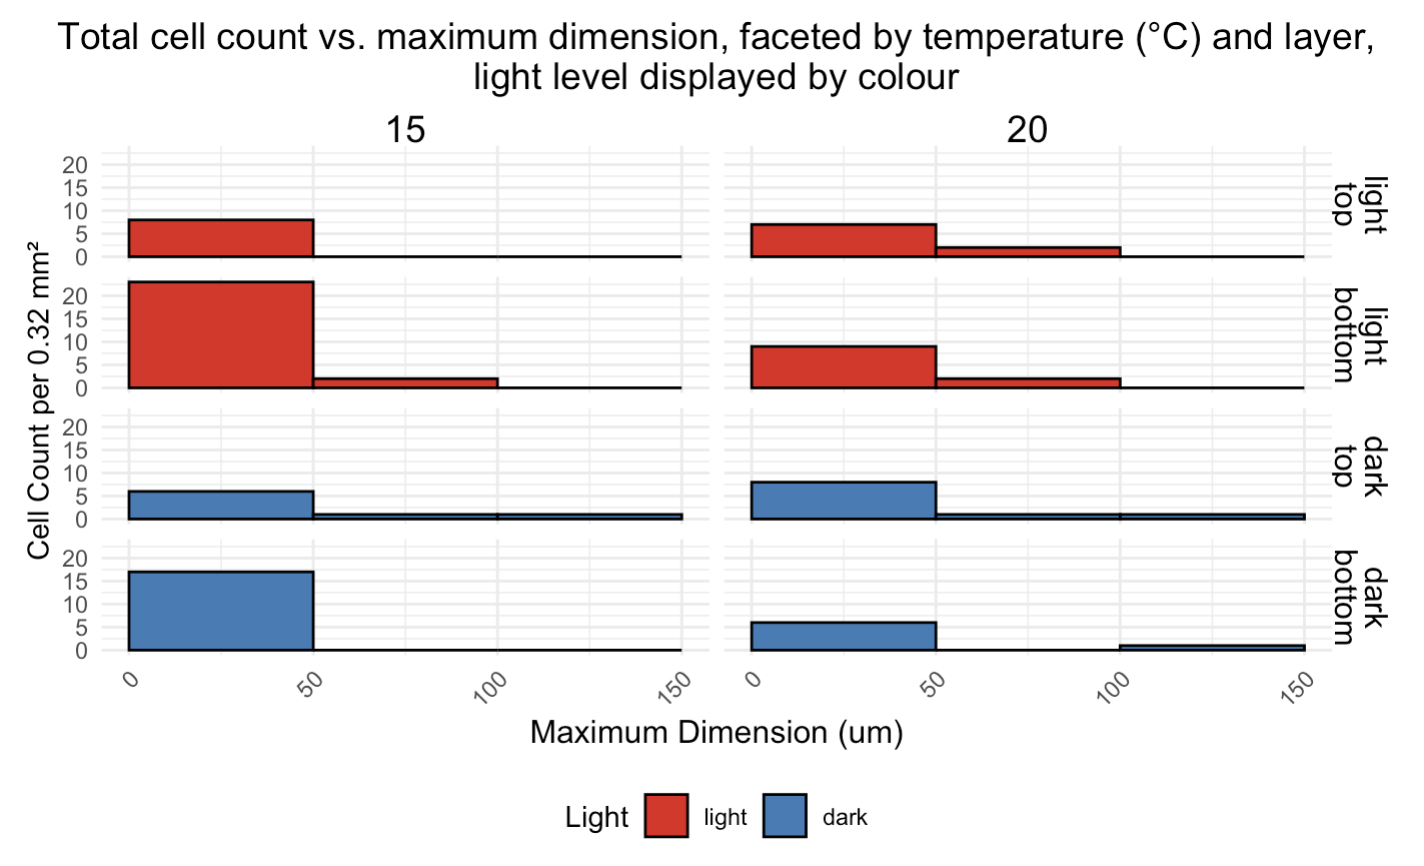 Total cell count vs. maximum dimension, faceted by temperature (°C) and layer,
light level displayed by colour
15
20
20
15
10
5
0
light
top
20
15
10
5
0
light
bottom
20
15
10
5
0
dark
top
20
15
10
5
0
dark
bottom
Cell Count per 0.32 mm²
0
50
100
150
0
50
100
150
Maximum Dimension (um)
Light
light
dark